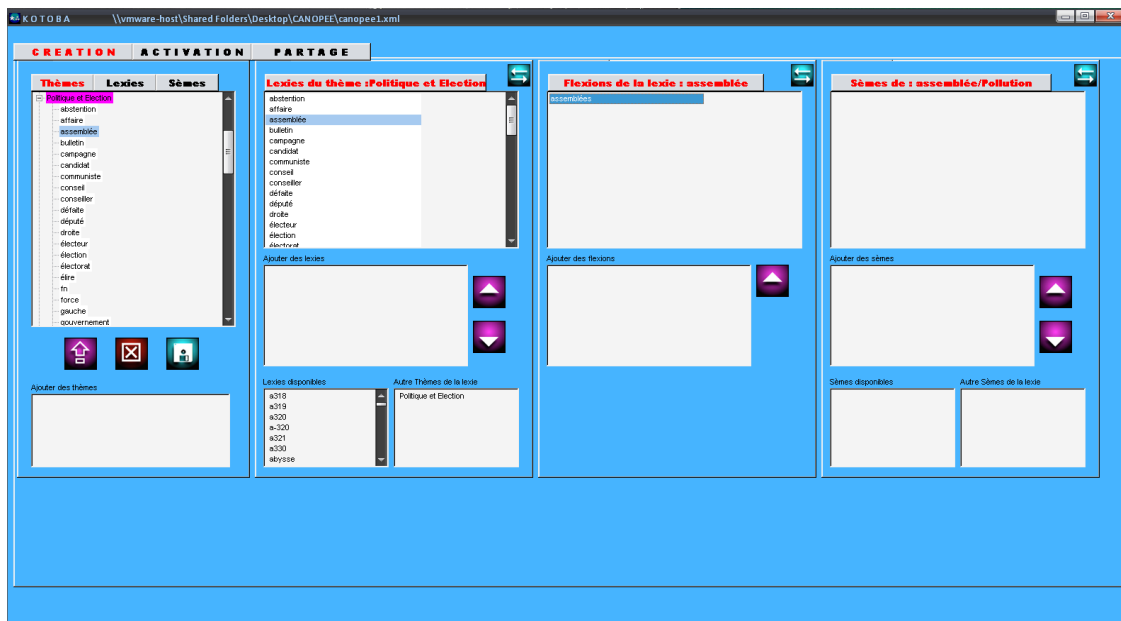 KOTOBA \\vmware-host\Shared Folders\Desktop\CANOPEE\canopee1.xml
CREATION ACTIVATION PARTAGE
Thèmes Lexies Sèmes
Politique et Election
abstention
affaire
assemblée
bulletin
campagne
candidat
communiste
conseil
conseiller
défaite
député
droite
électeur
élection
électorat
élire
fn
force
gauche
gouvernement
Ajouter des thèmes
Lexies du thème :Politique et Election
abstention
affaire
assemblée
bulletin
campagne
candidat
communiste
conseil
conseiller
défaite
député
droite
électeur
élection
électorat
Ajouter des lexies
Lexies disponibles
a318
a319
a320
a-320
a321
a330
abysse
Autre Thèmes de la lexie
Politique et Election
Flexions de la lexie : assemblée
assemblées
Ajouter des flexions
Sèmes de : assemblée/Pollution
Ajouter des sèmes
Sèmes disponibles
Autre Sèmes de la lexie